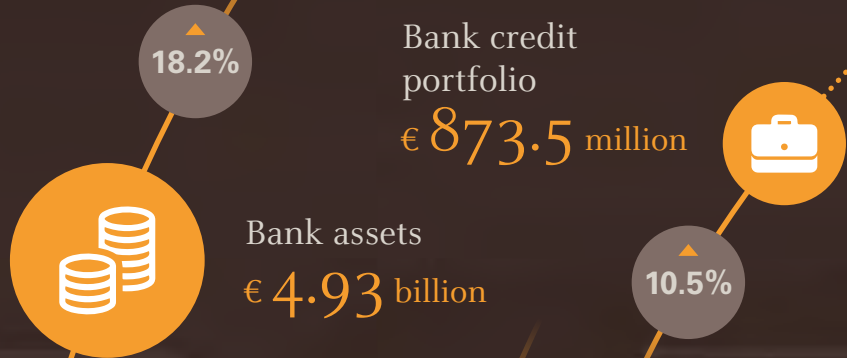 18.2%
Bank credit
portfolio
€ 873.5 million
Bank assets
€ 4.93 billion
10.5%